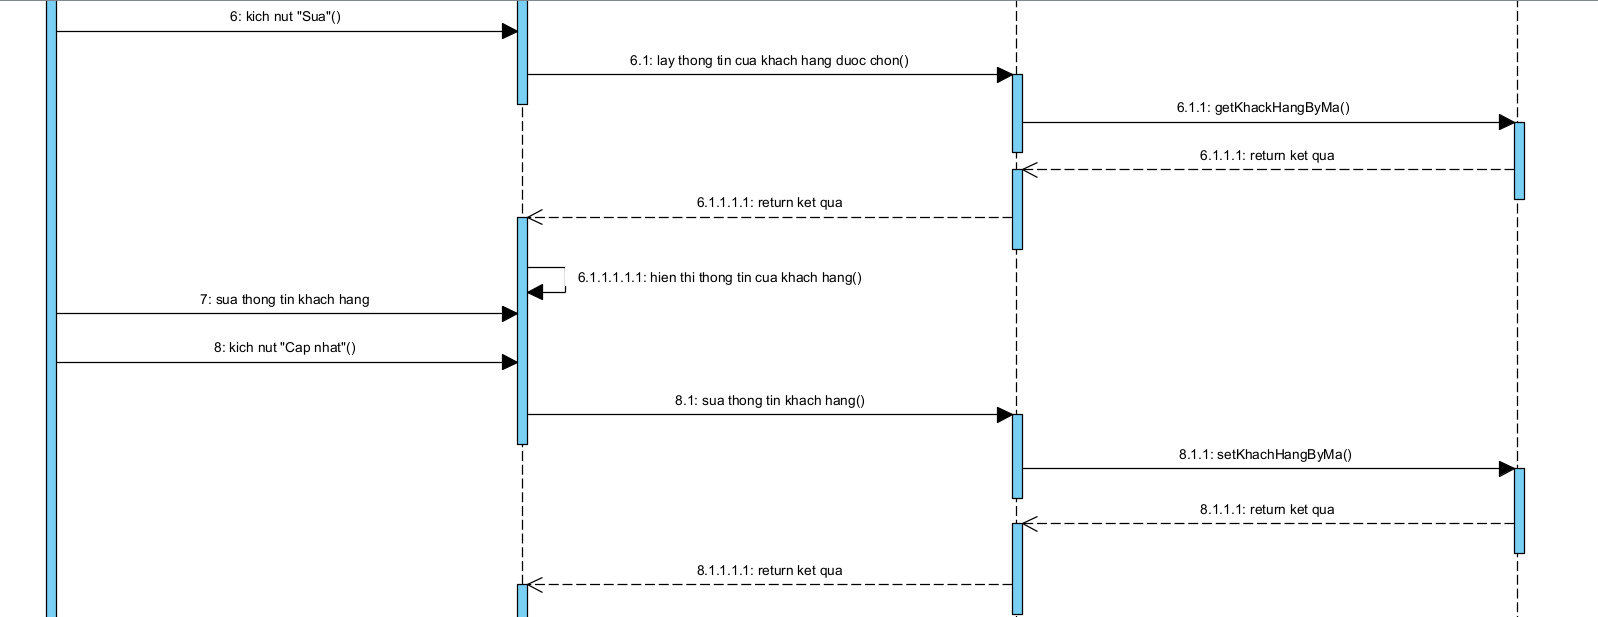 6: kich nut "Sua"()
6.1: lay thong tin cua khach hang duoc chon()
6.1.1: getKhackHangByMa()
6.1.1.1: return ket qua
6.1.1.1.1: return ket qua
6.1.1.1.1.1: hien thi thong tin cua khach hang()
7: sua thong tin khach hang
8: kich nut "Cap nhat"()
8.1: sua thong tin khach hang()
8.1.1: setKhachHangByMa()
8.1.1.1: return ket qua
8.1.1.1.1: return ket qua